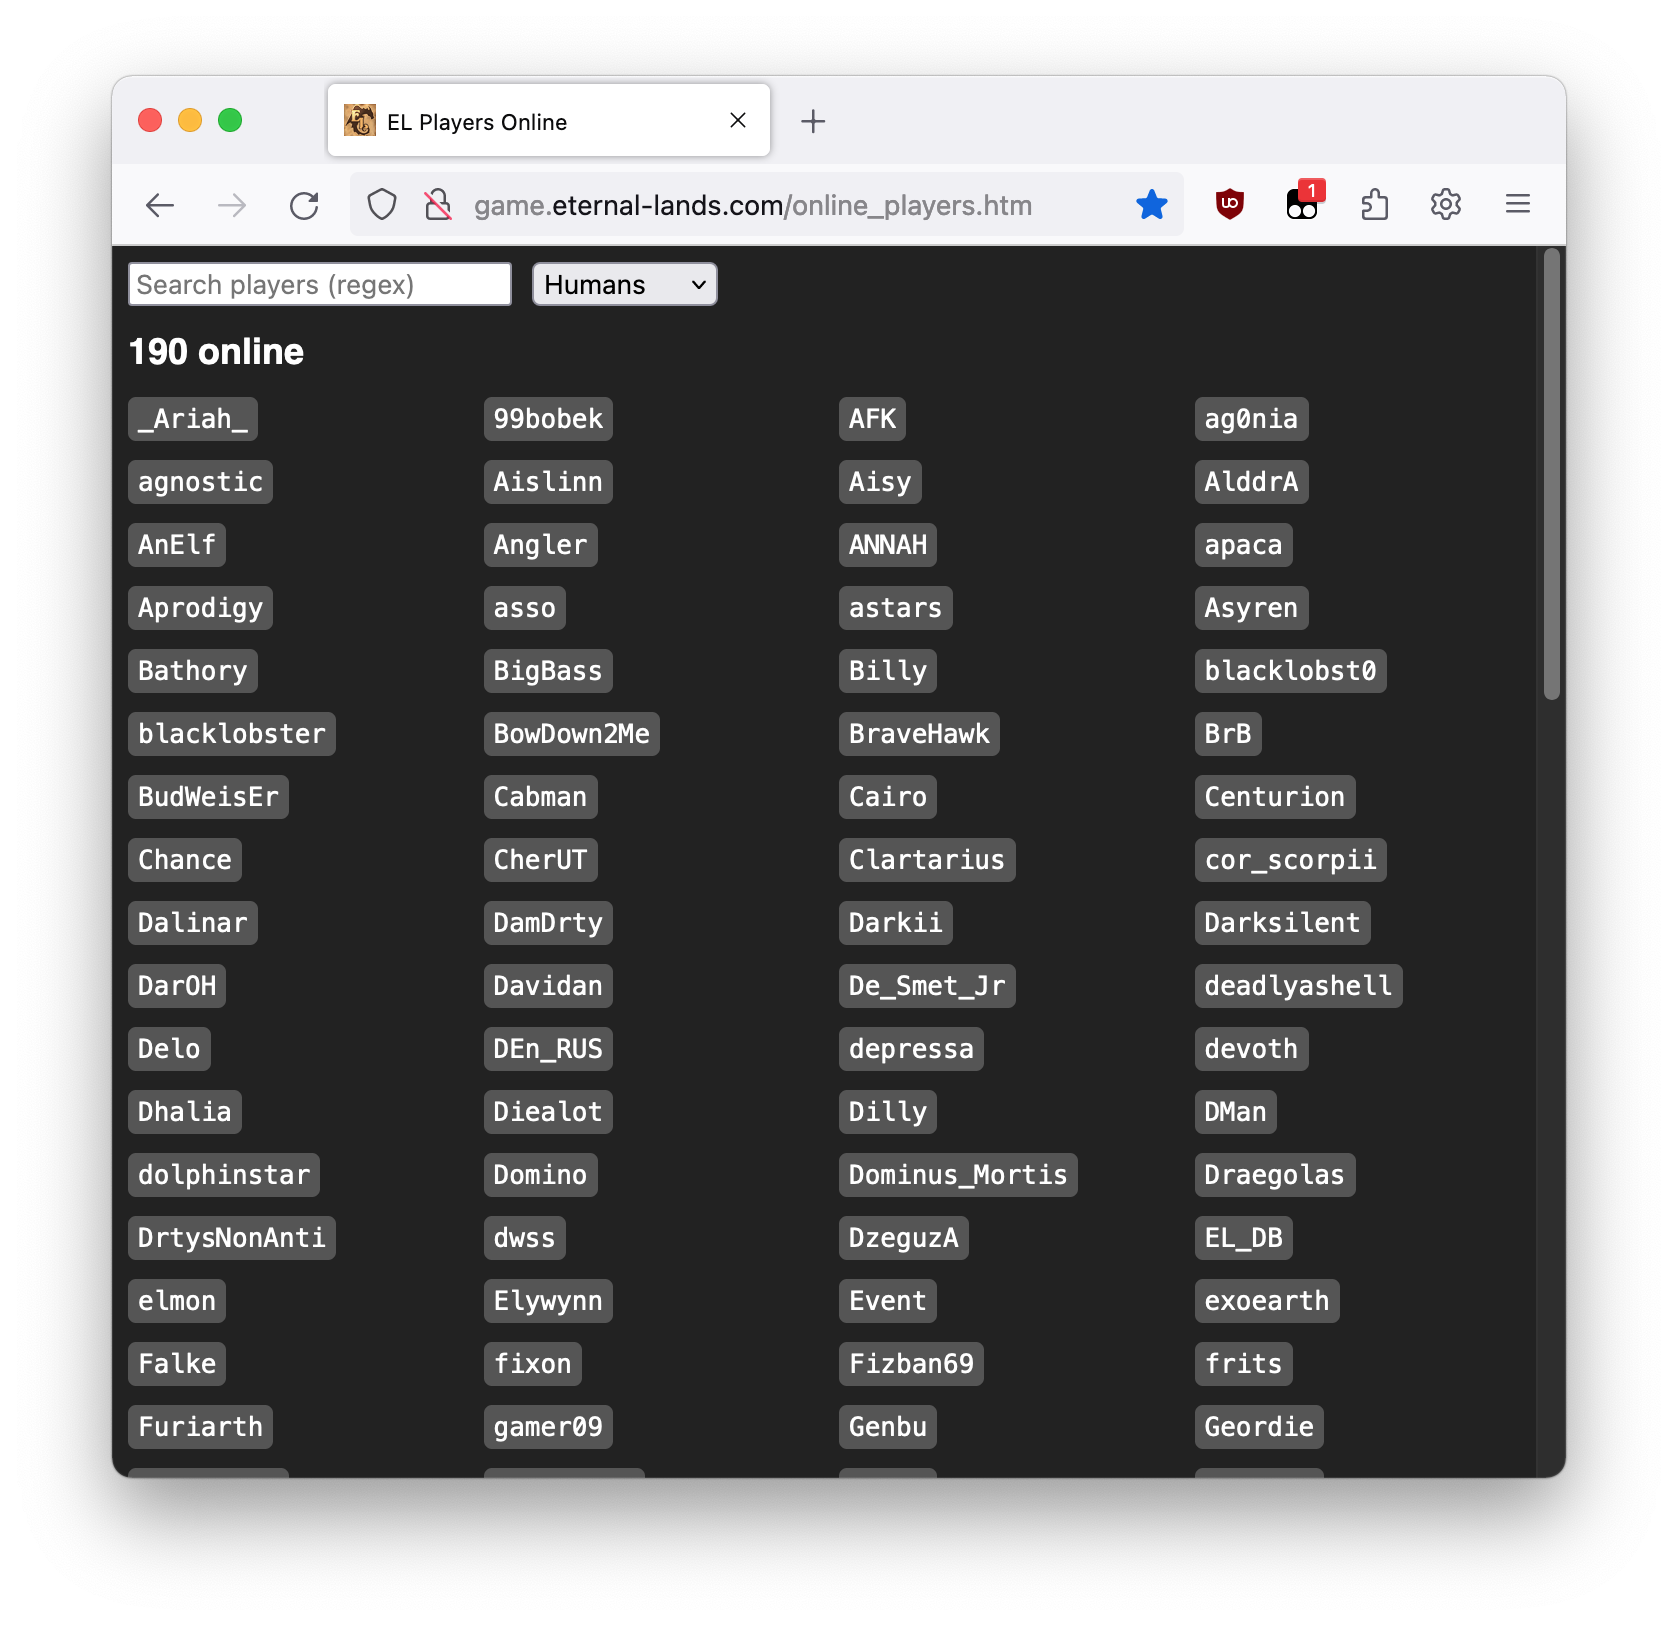 EL Players Online
game.eternal-lands.com/online_players.htm
1
Search players (regex)
Humans
190 online
_Ariah_ 99bobek AFK ag0nia
agnostic Aislinn Aisy AlddrA
AnElf Angler ANNAH apaca
Aprodigy asso astars Asyren
Bathory BigBass Billy blacklobst0
blacklobster BowDown2Me BraveHawk BrB
BudWeisEr Cabman Cairo Centurion
Chance CherUT Clartarius cor_scorpii
Dalinar DamDrty Darkii Darksilent
DarOH Davidan De_Smet_Jr deadlyashell
Delo DEn_RUS depressa devoth
Dhalia Diealot Dilly DMan
dolphinstar Domino Dominus_Mortis Draegolas
DrtysNonAnti dwss DzeguzA EL_DB
elmon Elywynn Event exoearth
Falke fixon Fizban69 frits
Furiarth gamer09 Genbu Geordie